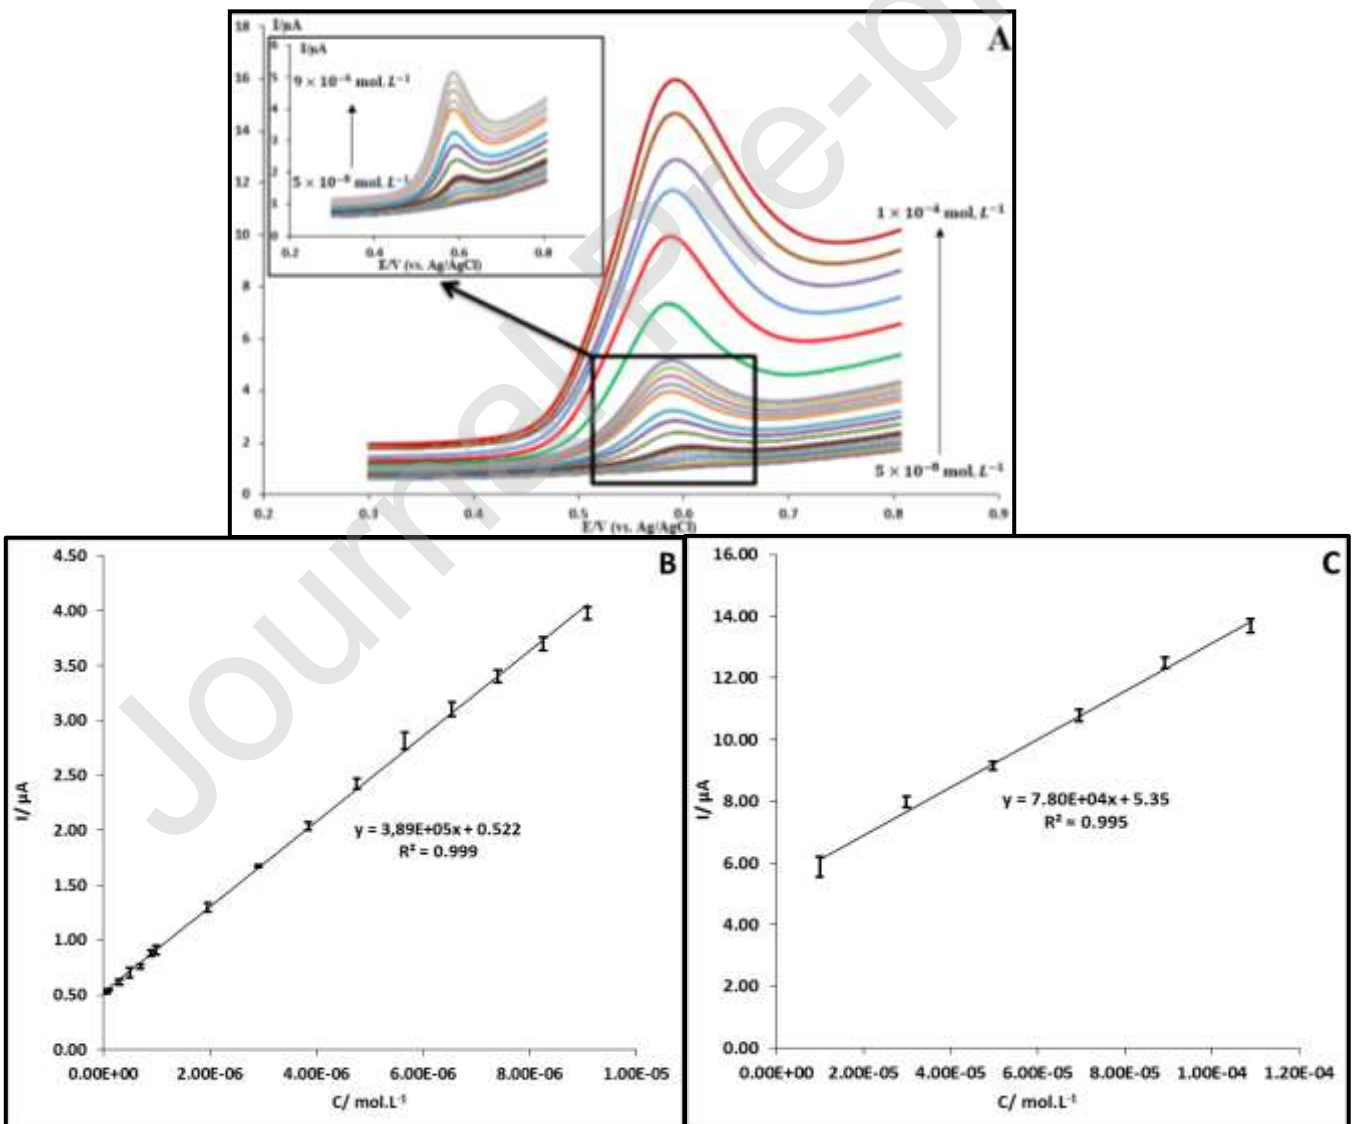 Journal Pre-p
A
I/µA
18
16
14
12
10
8
6
4
2
0
0.2
0.3
0.4
0.5
0.6
0.7
0.8
0.9
E/V (vs. Ag/AgCl)
1 × 10⁻⁴ mol.L⁻¹
5 × 10⁻⁸ mol.L⁻¹
I/µA
6
5
4
3
2
1
0
9 × 10⁻⁶ mol.L⁻¹
5 × 10⁻⁸ mol.L⁻¹
0.2
0.4
0.6
0.8
E/V (vs. Ag/AgCl)
B
4.50
4.00
3.50
3.00
2.50
2.00
1.50
1.00
0.50
0.00
I/ µA
y = 3,89E+05x + 0.522
R² = 0.999
0.00E+00 2.00E-06 4.00E-06 6.00E-06 8.00E-06 1.00E-05
C/ mol.L⁻¹
C
16.00
14.00
12.00
10.00
8.00
6.00
4.00
2.00
0.00
I/ µA
y = 7.80E+04x + 5.35
R² = 0.995
0.00E+00 2.00E-05 4.00E-05 6.00E-05 8.00E-05 1.00E-04 1.20E-04
C/ mol.L⁻¹